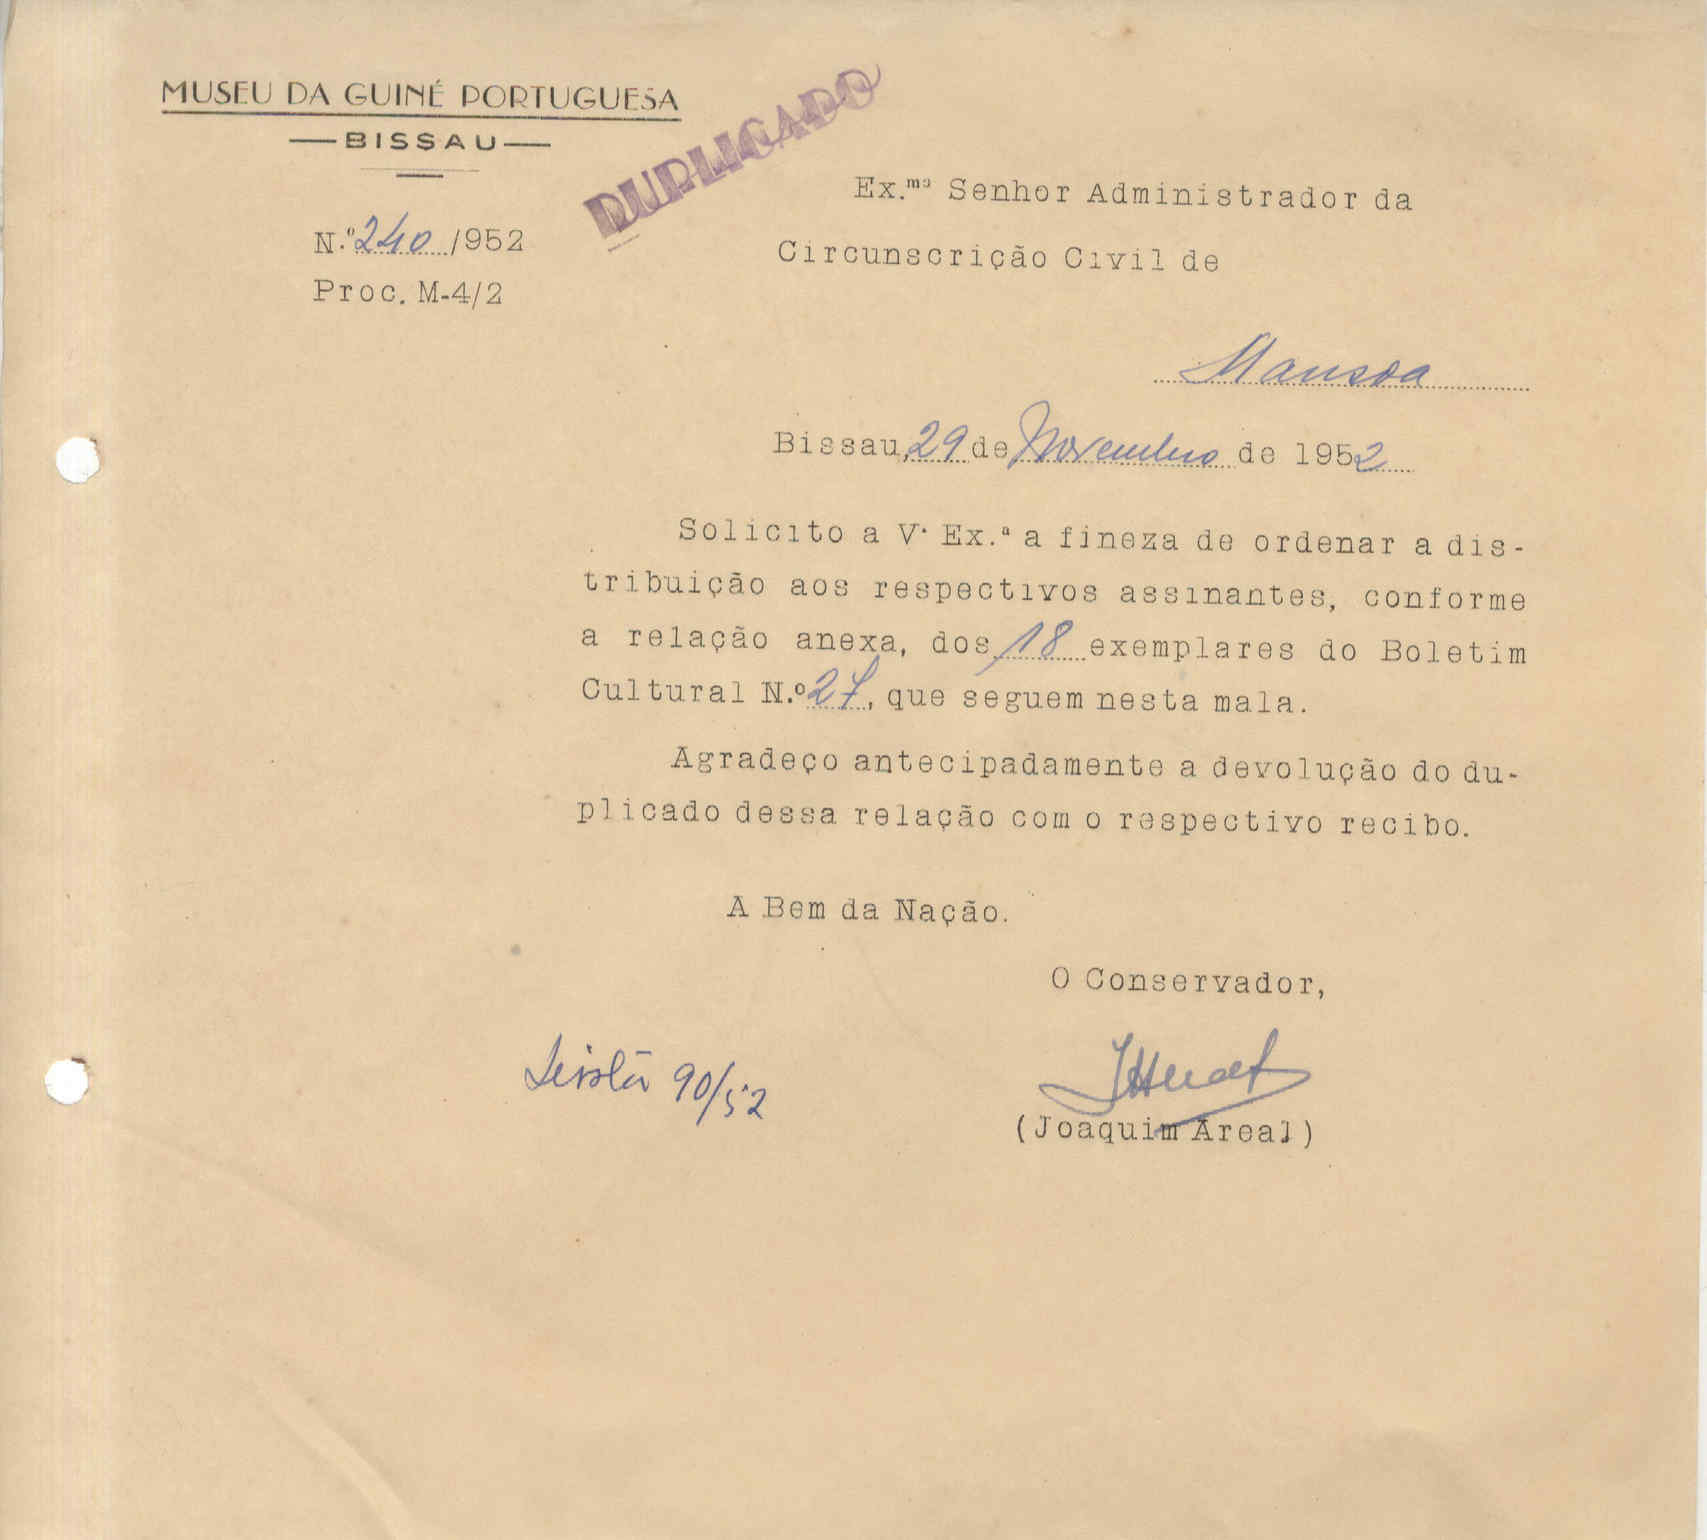 MUSEU DA GUINÉ PORTUGUESA
BISSAU
DUPLICADO
N.º 240/952
Proc. M-4/2
Ex.mo Senhor Administrador da
Circunscrição Civil de
Mansoa
Bissau, 29 de Novembro de 1952
Solicito a V. Ex.ª a fineza de ordenar a dis-
tribuição aos respectivos assinantes, conforme
a relação anexa, dos 18 exemplares do Boletim
Cultural N.º 27, que seguem nesta mala.
Agradeço antecipadamente a devolução do du-
plicado dessa relação com o respectivo recibo.
A Bem da Nação.
O Conservador,
90/52
(Joaquim Areal)